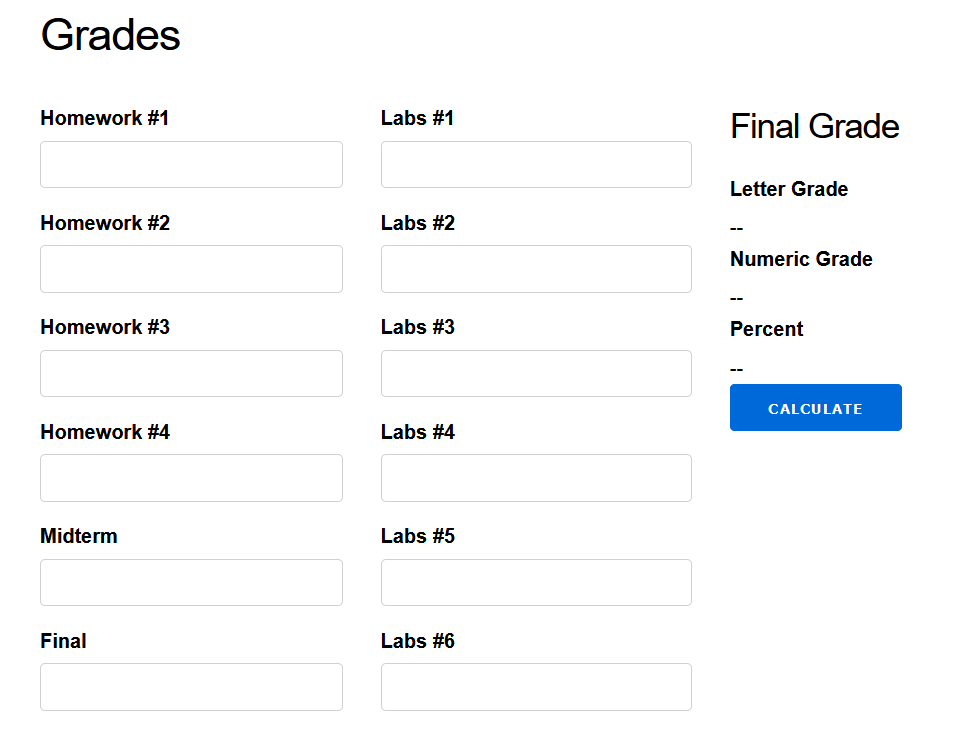 Grades
Homework #1
Homework #2
Homework #3
Homework #4
Midterm
Final
Labs #1
Labs #2
Labs #3
Labs #4
Labs #5
Labs #6
Final Grade
Letter Grade
--
Numeric Grade
--
Percent
--
CALCULATE